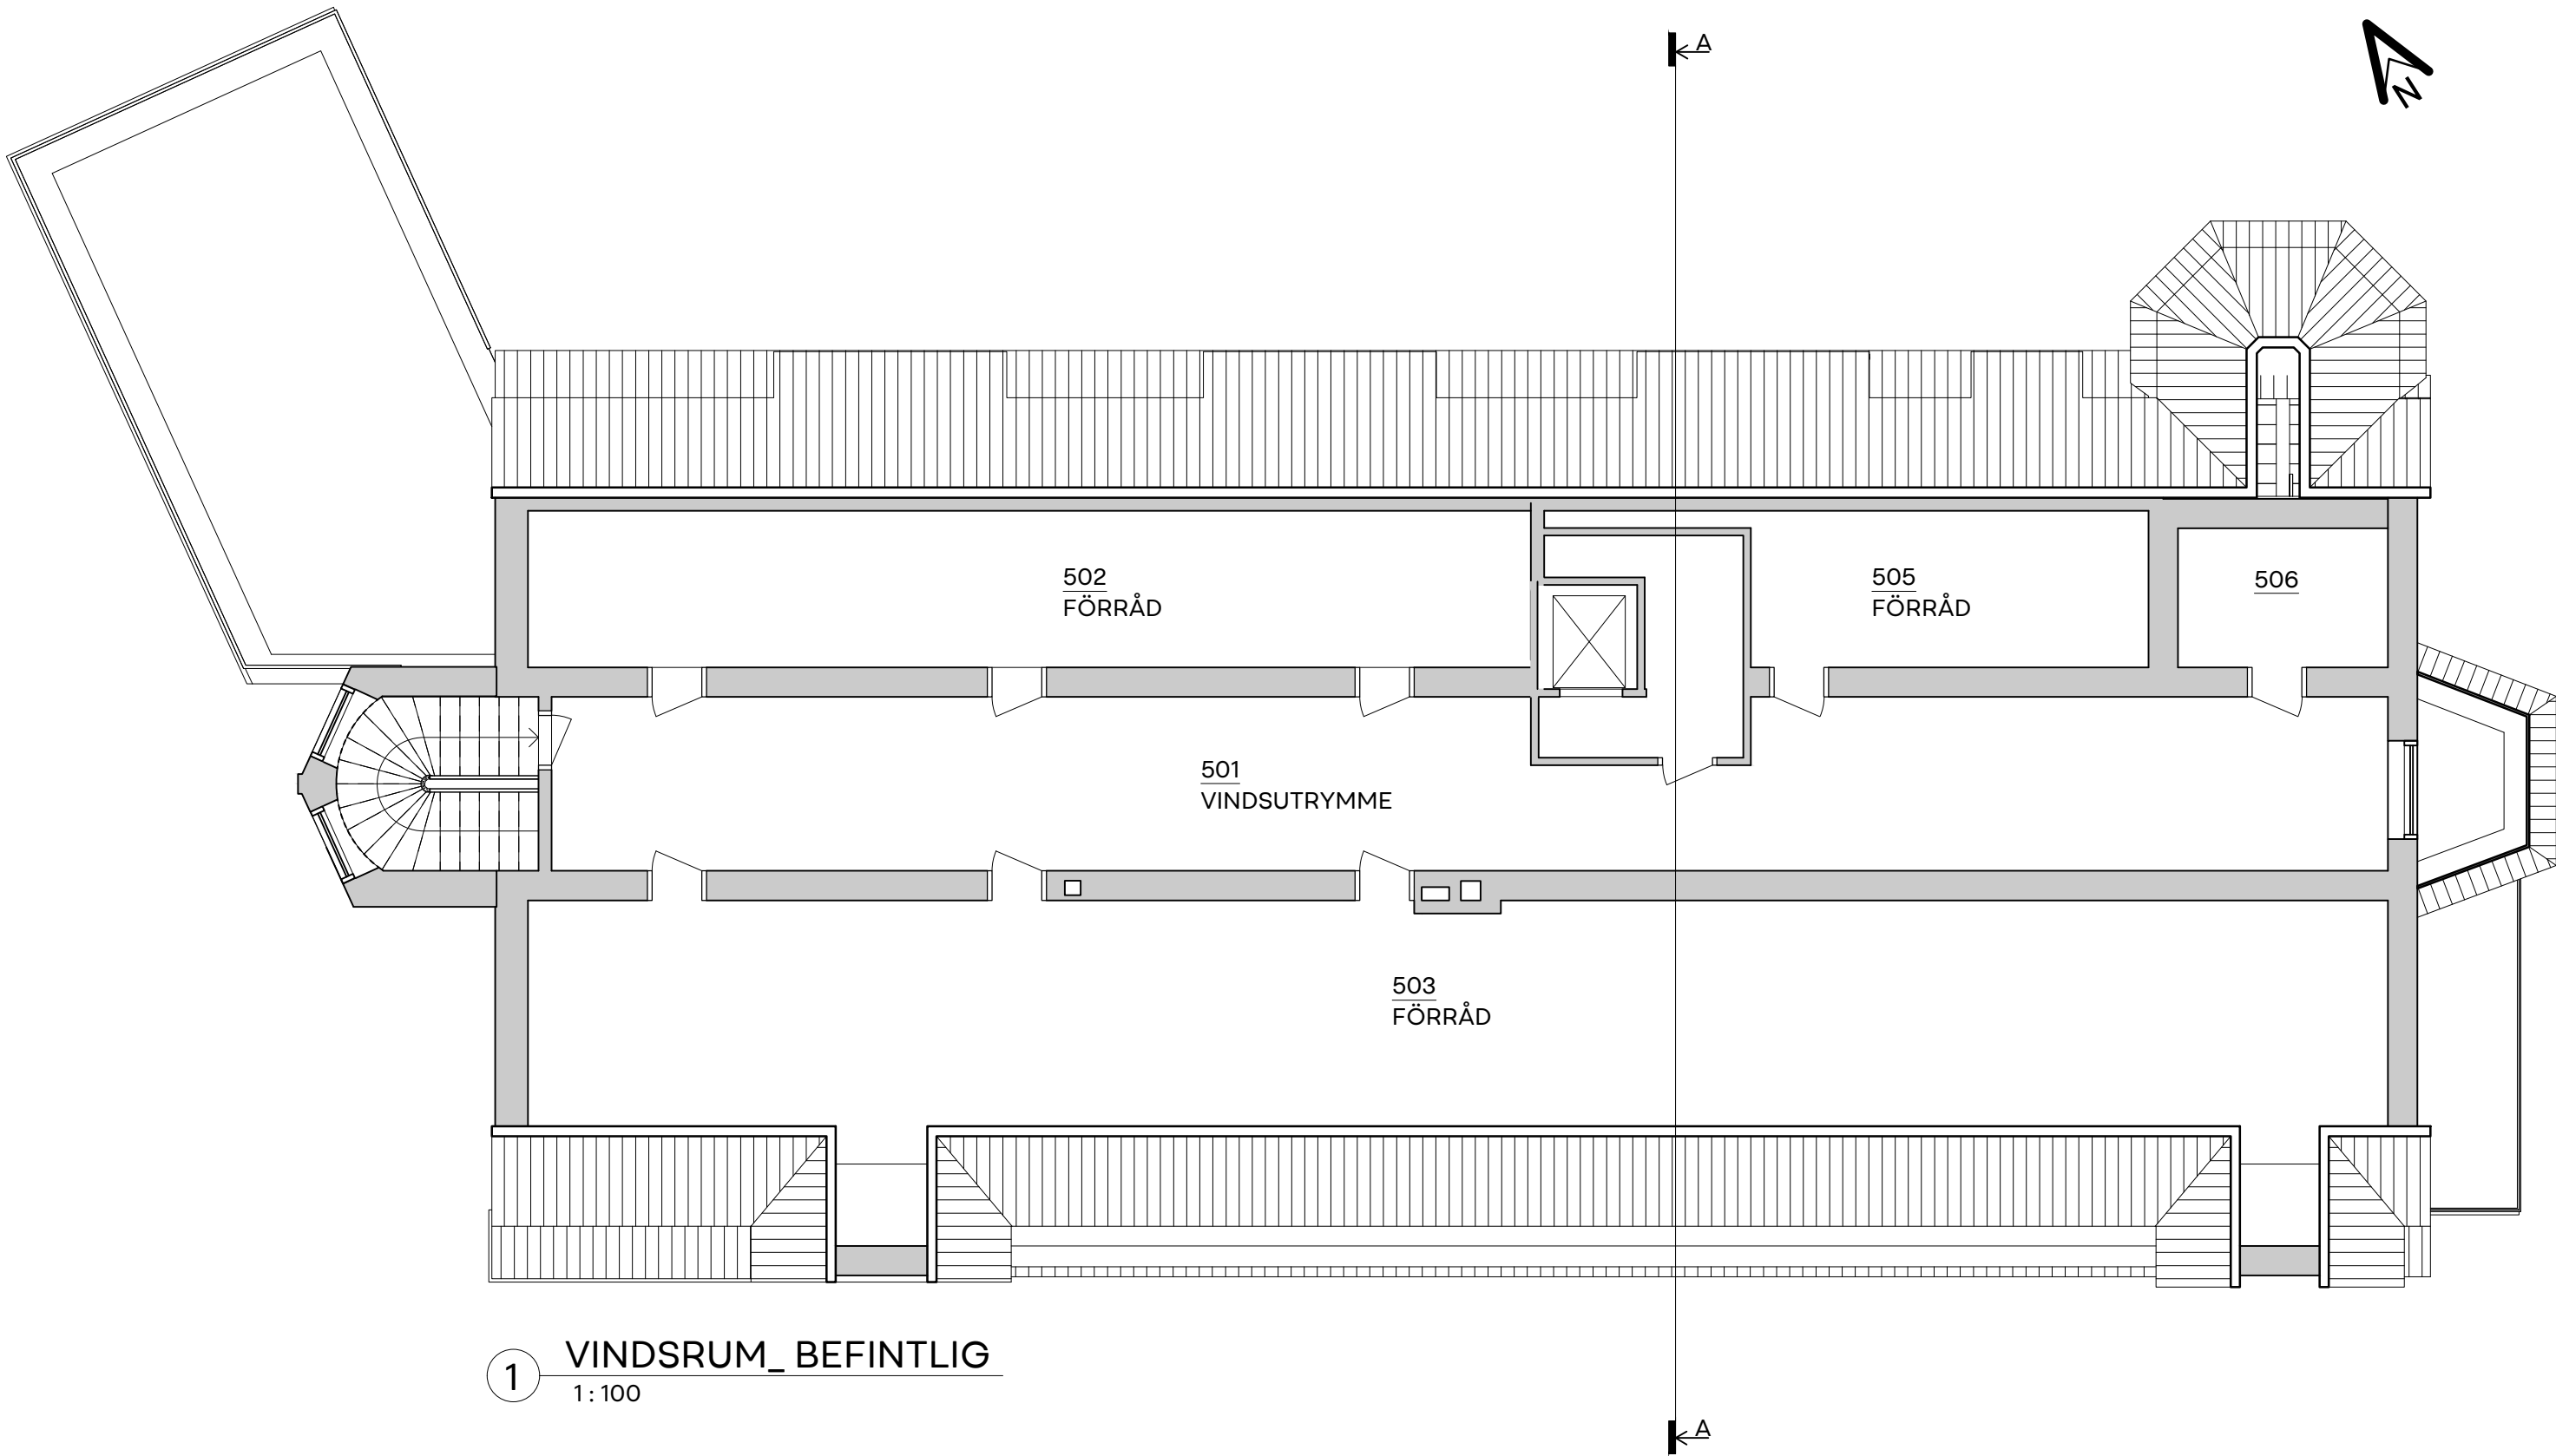 A
N
502
FÖRRÅD
505
FÖRRÅD
506
501
VINDSUTRYMME
503
FÖRRÅD
1
VINDSRUM_ BEFINTLIG
1 : 100
A